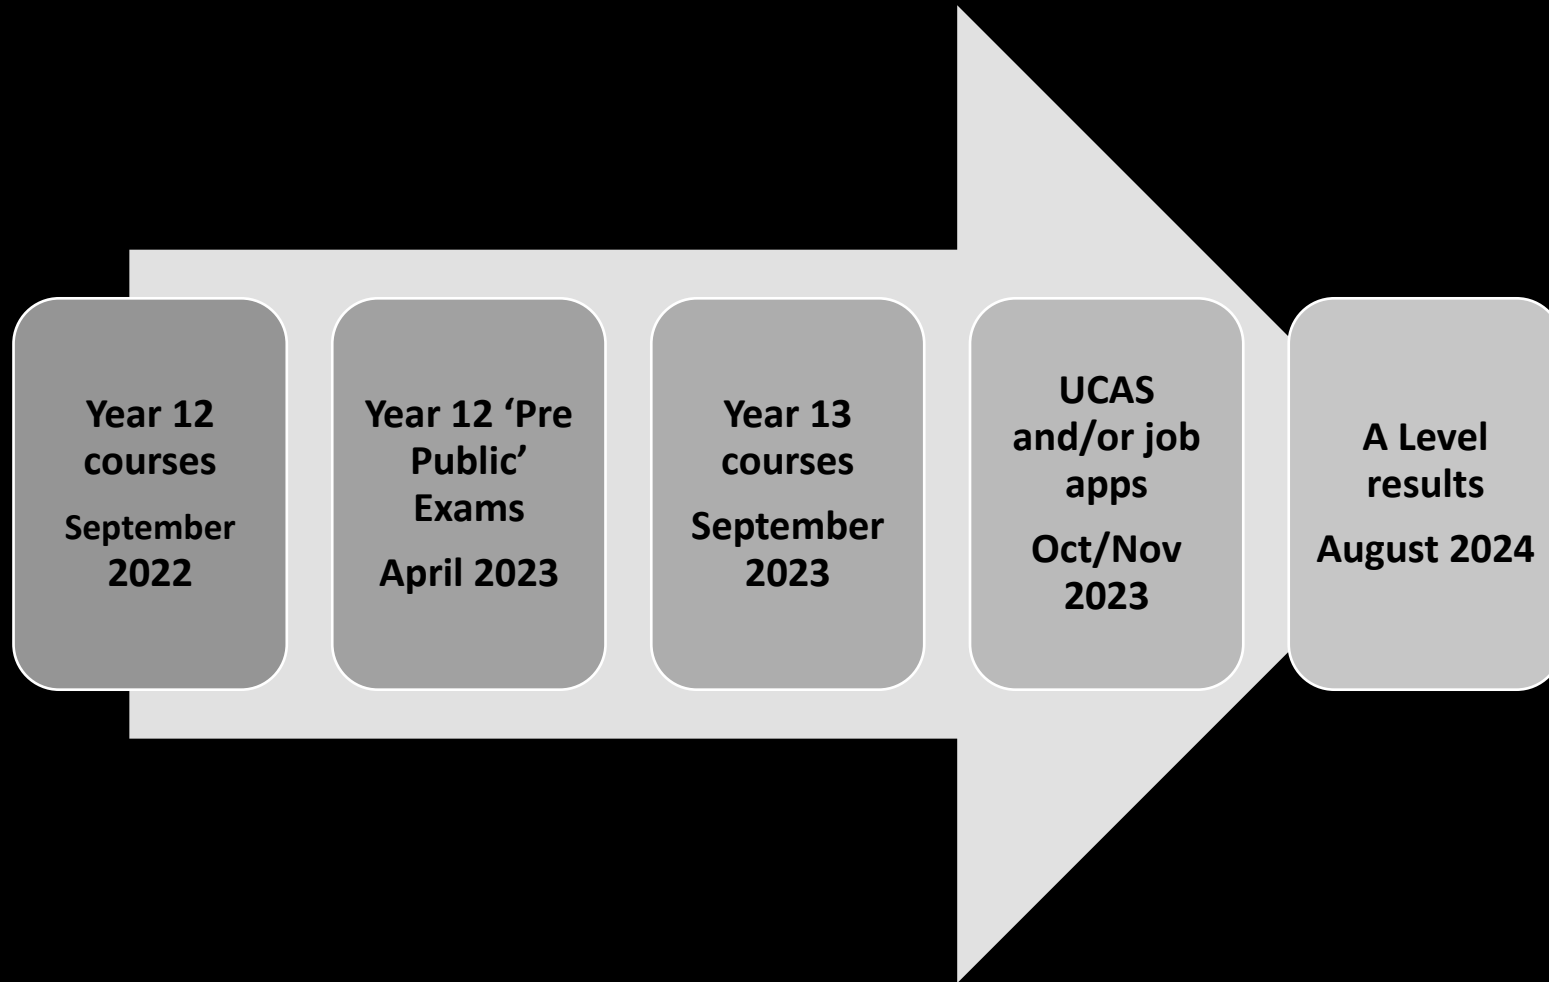 Year 12
courses
September
2022
Year 12 ‘Pre
Public’
Exams
April 2023
Year 13
courses
September
2023
UCAS
and/or job
apps
Oct/Nov
2023
A Level
results
August 2024